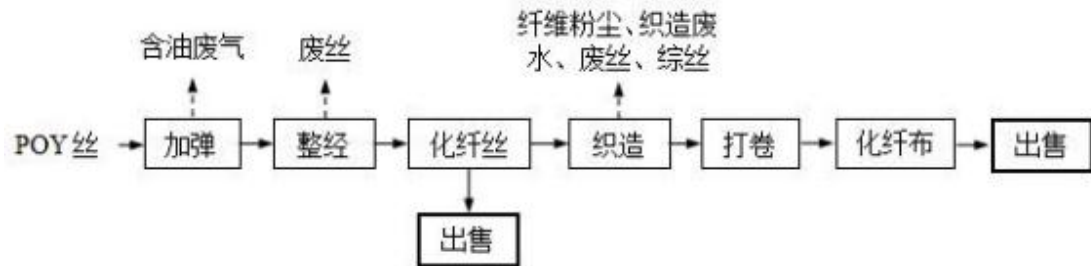 含油废气
废丝
纤维粉尘、织造废
水、废丝、综丝
POY丝
加弹
整经
化纤丝
织造
打卷
化纤布
出售
出售